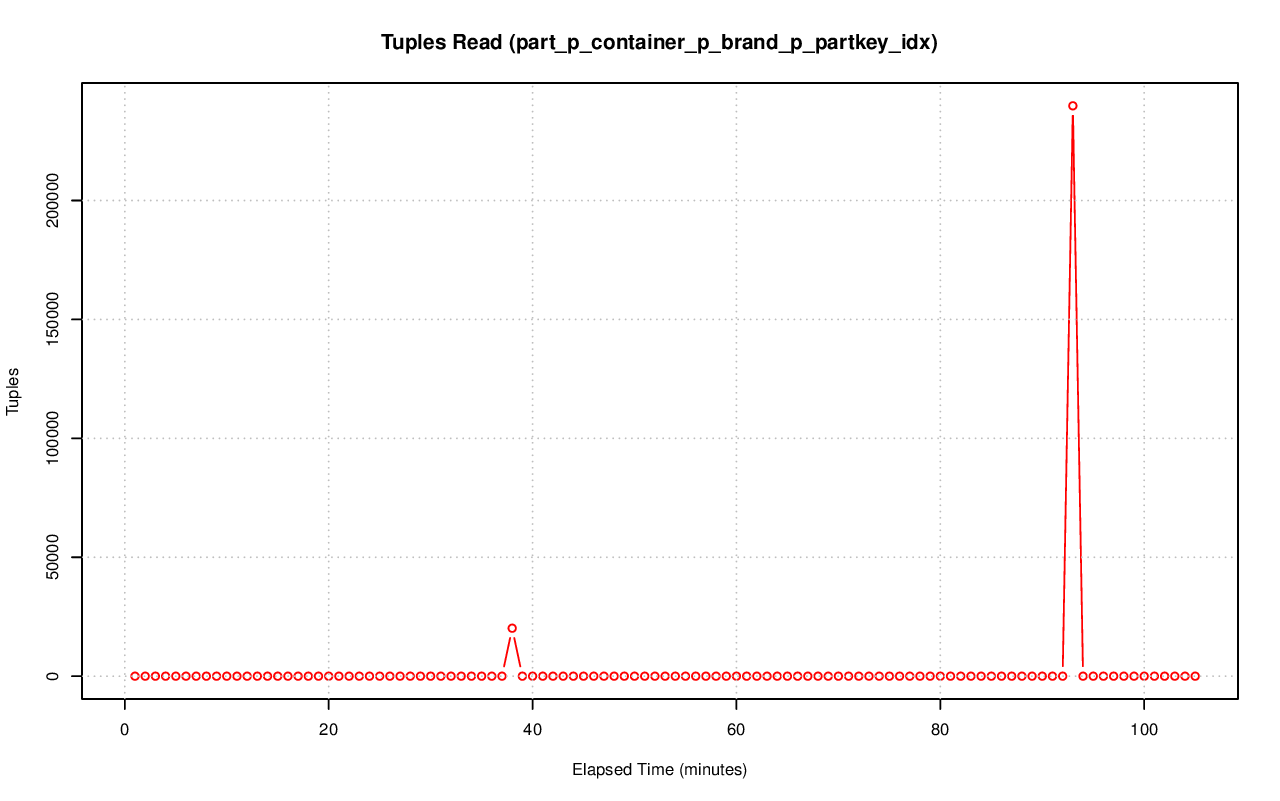 Tuples Read (part_p_container_p_brand_p_partkey_idx)
Tuples
200000
150000
100000
50000
0
0 20 40 60 80 100
Elapsed Time (minutes)